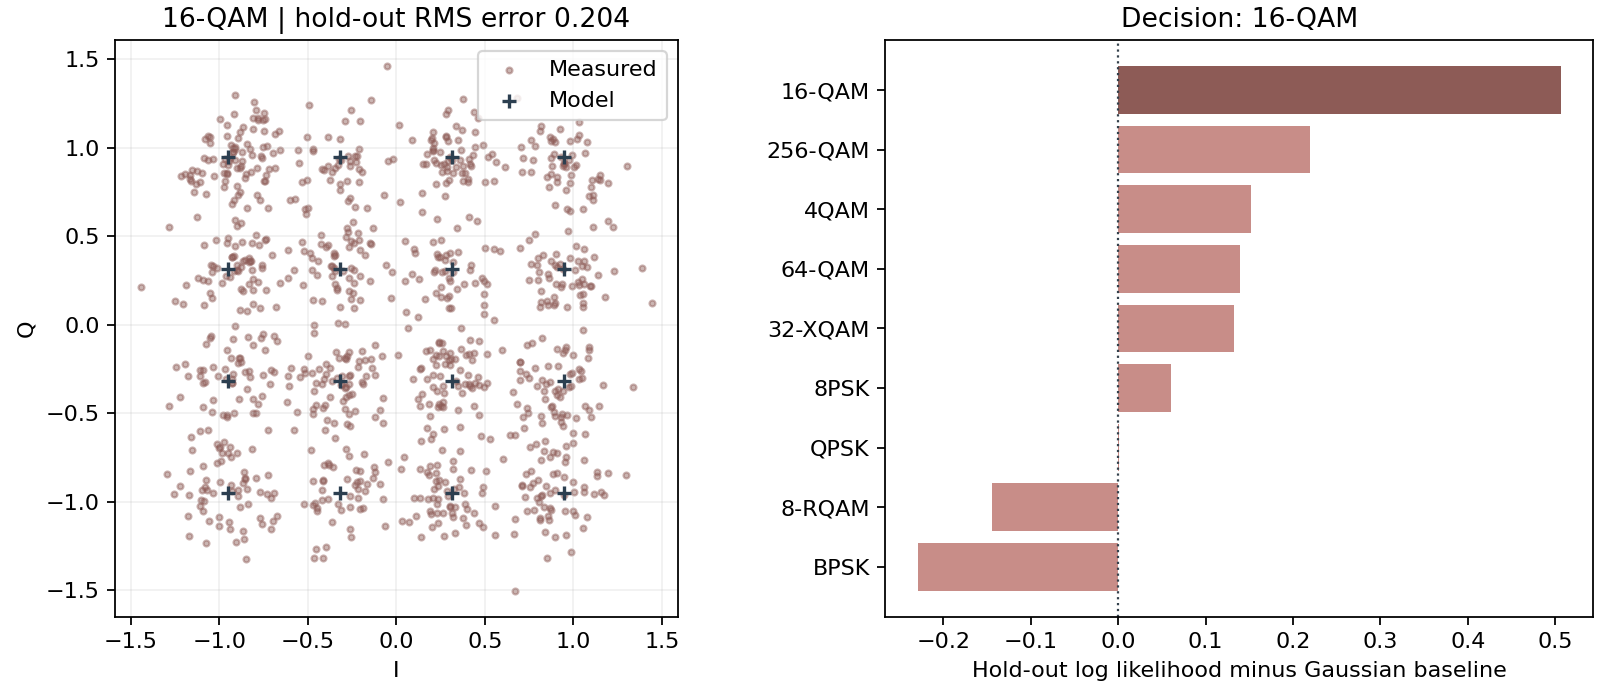 16-QAM | hold-out RMS error 0.204
Measured
Model
1.5
1.0
0.5
0.0
−0.5
−1.0
−1.5
Q
−1.5
−1.0
−0.5
0.0
0.5
1.0
1.5
I
Decision: 16-QAM
16-QAM
256-QAM
4QAM
64-QAM
32-XQAM
8PSK
QPSK
8-RQAM
BPSK
−0.2
−0.1
0.0
0.1
0.2
0.3
0.4
0.5
Hold-out log likelihood minus Gaussian baseline